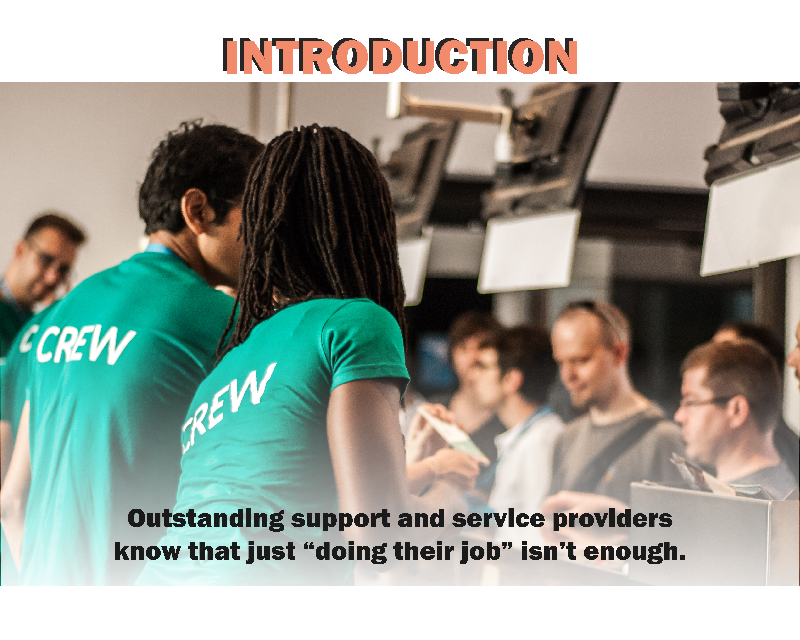 INTRODUCTION
CREW
CREW
Outstanding support and service providers
know that just “doing their job” isn’t enough.